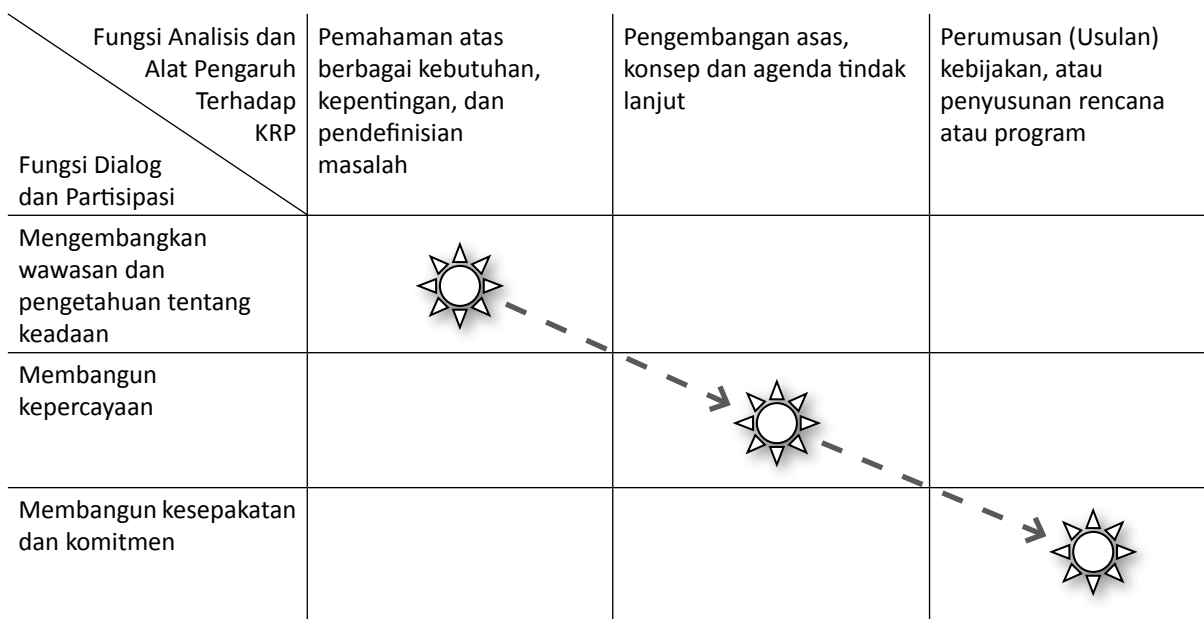 Fungsi Analisis dan
Alat Pengaruh
Terhadap
KRP
Fungsi Dialog
dan Partisipasi
Pemahaman atas
berbagai kebutuhan,
kepentingan, dan
pendefinisian
masalah
Pengembangan asas,
konsep dan agenda tindak
lanjut
Perumusan (Usulan)
kebijakan, atau
penyusunan rencana
atau program
Mengembangkan
wawasan dan
pengetahuan tentang
keadaan
Membangun
kepercayaan
Membangun kesepakatan
dan komitmen